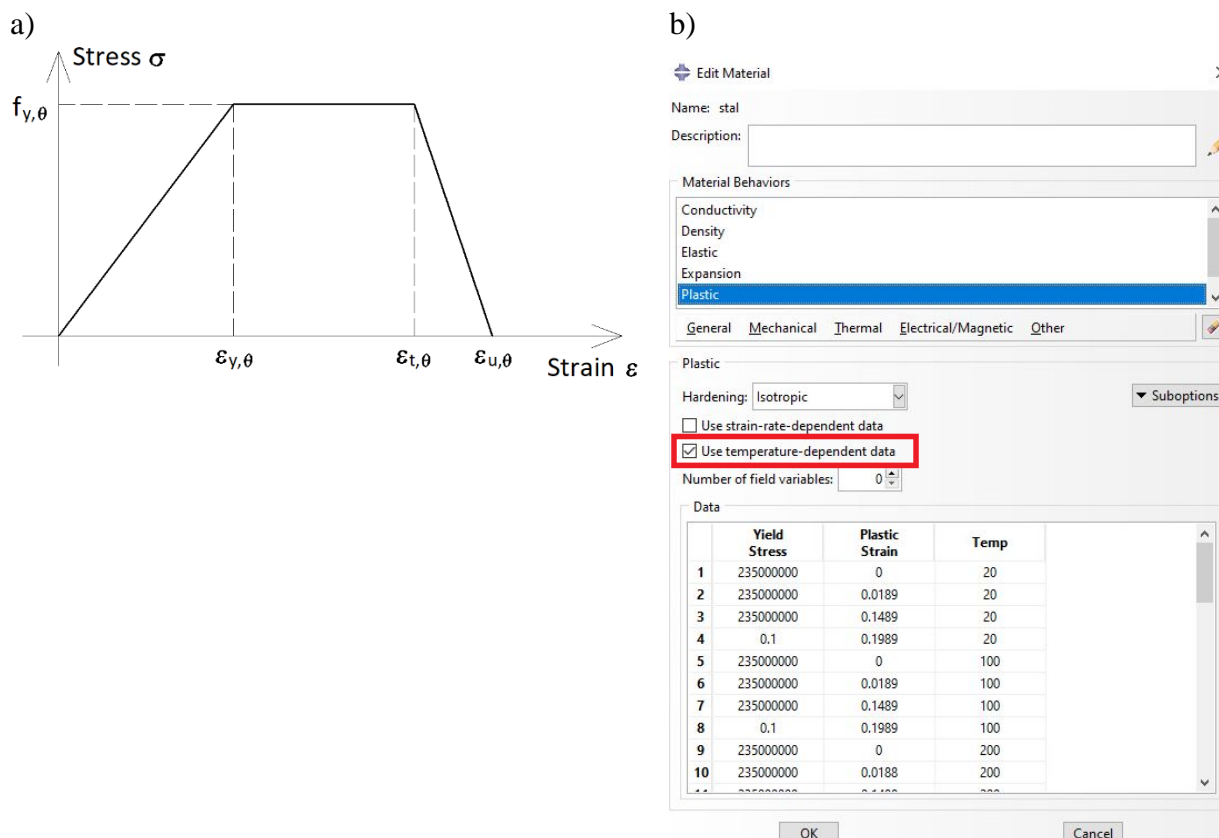 a)
Stress σ
f y,θ
ε y,θ
ε t,θ
ε u,θ
Strain ε
b)
Edit Material
Name: stal
Description:
Material Behaviors
Conductivity
Density
Elastic
Expansion
Plastic
General Mechanical Thermal Electrical/Magnetic Other
Plastic
Hardening: Isotropic
Suboptions
Use strain-rate-dependent data
Use temperature-dependent data
Number of field variables: 0
Data
Yield Stress Plastic Strain Temp
1 235000000 0 20
2 235000000 0.0189 20
3 235000000 0.1489 20
4 0.1 0.1989 20
5 235000000 0 100
6 235000000 0.0189 100
7 235000000 0.1489 100
8 0.1 0.1989 100
9 235000000 0 200
10 235000000 0.0188 200
OK Cancel